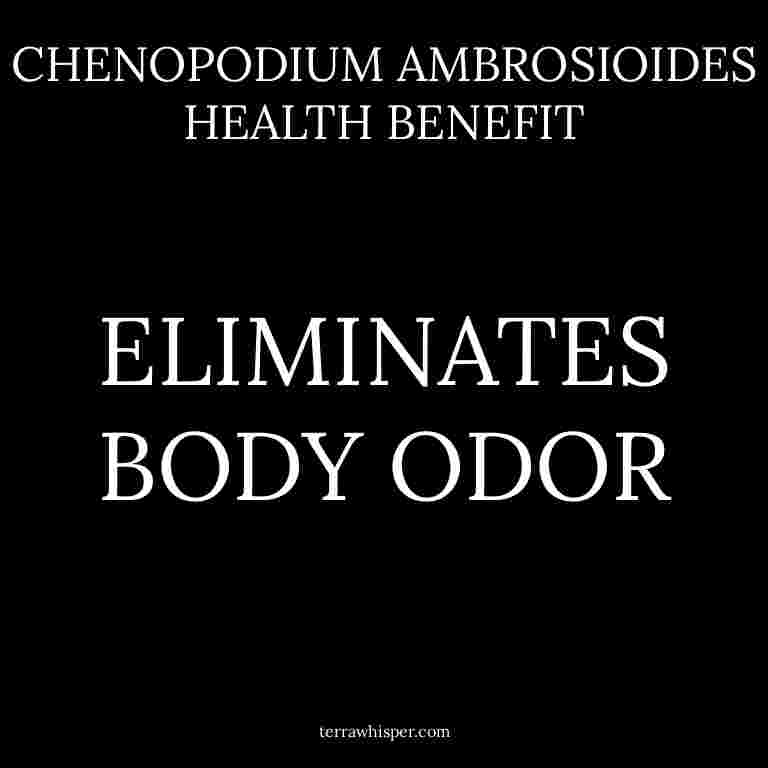 CHENOPODIUM AMBROSIOIDES
HEALTH BENEFIT
ELIMINATES
BODY ODOR
terrawhisper.com